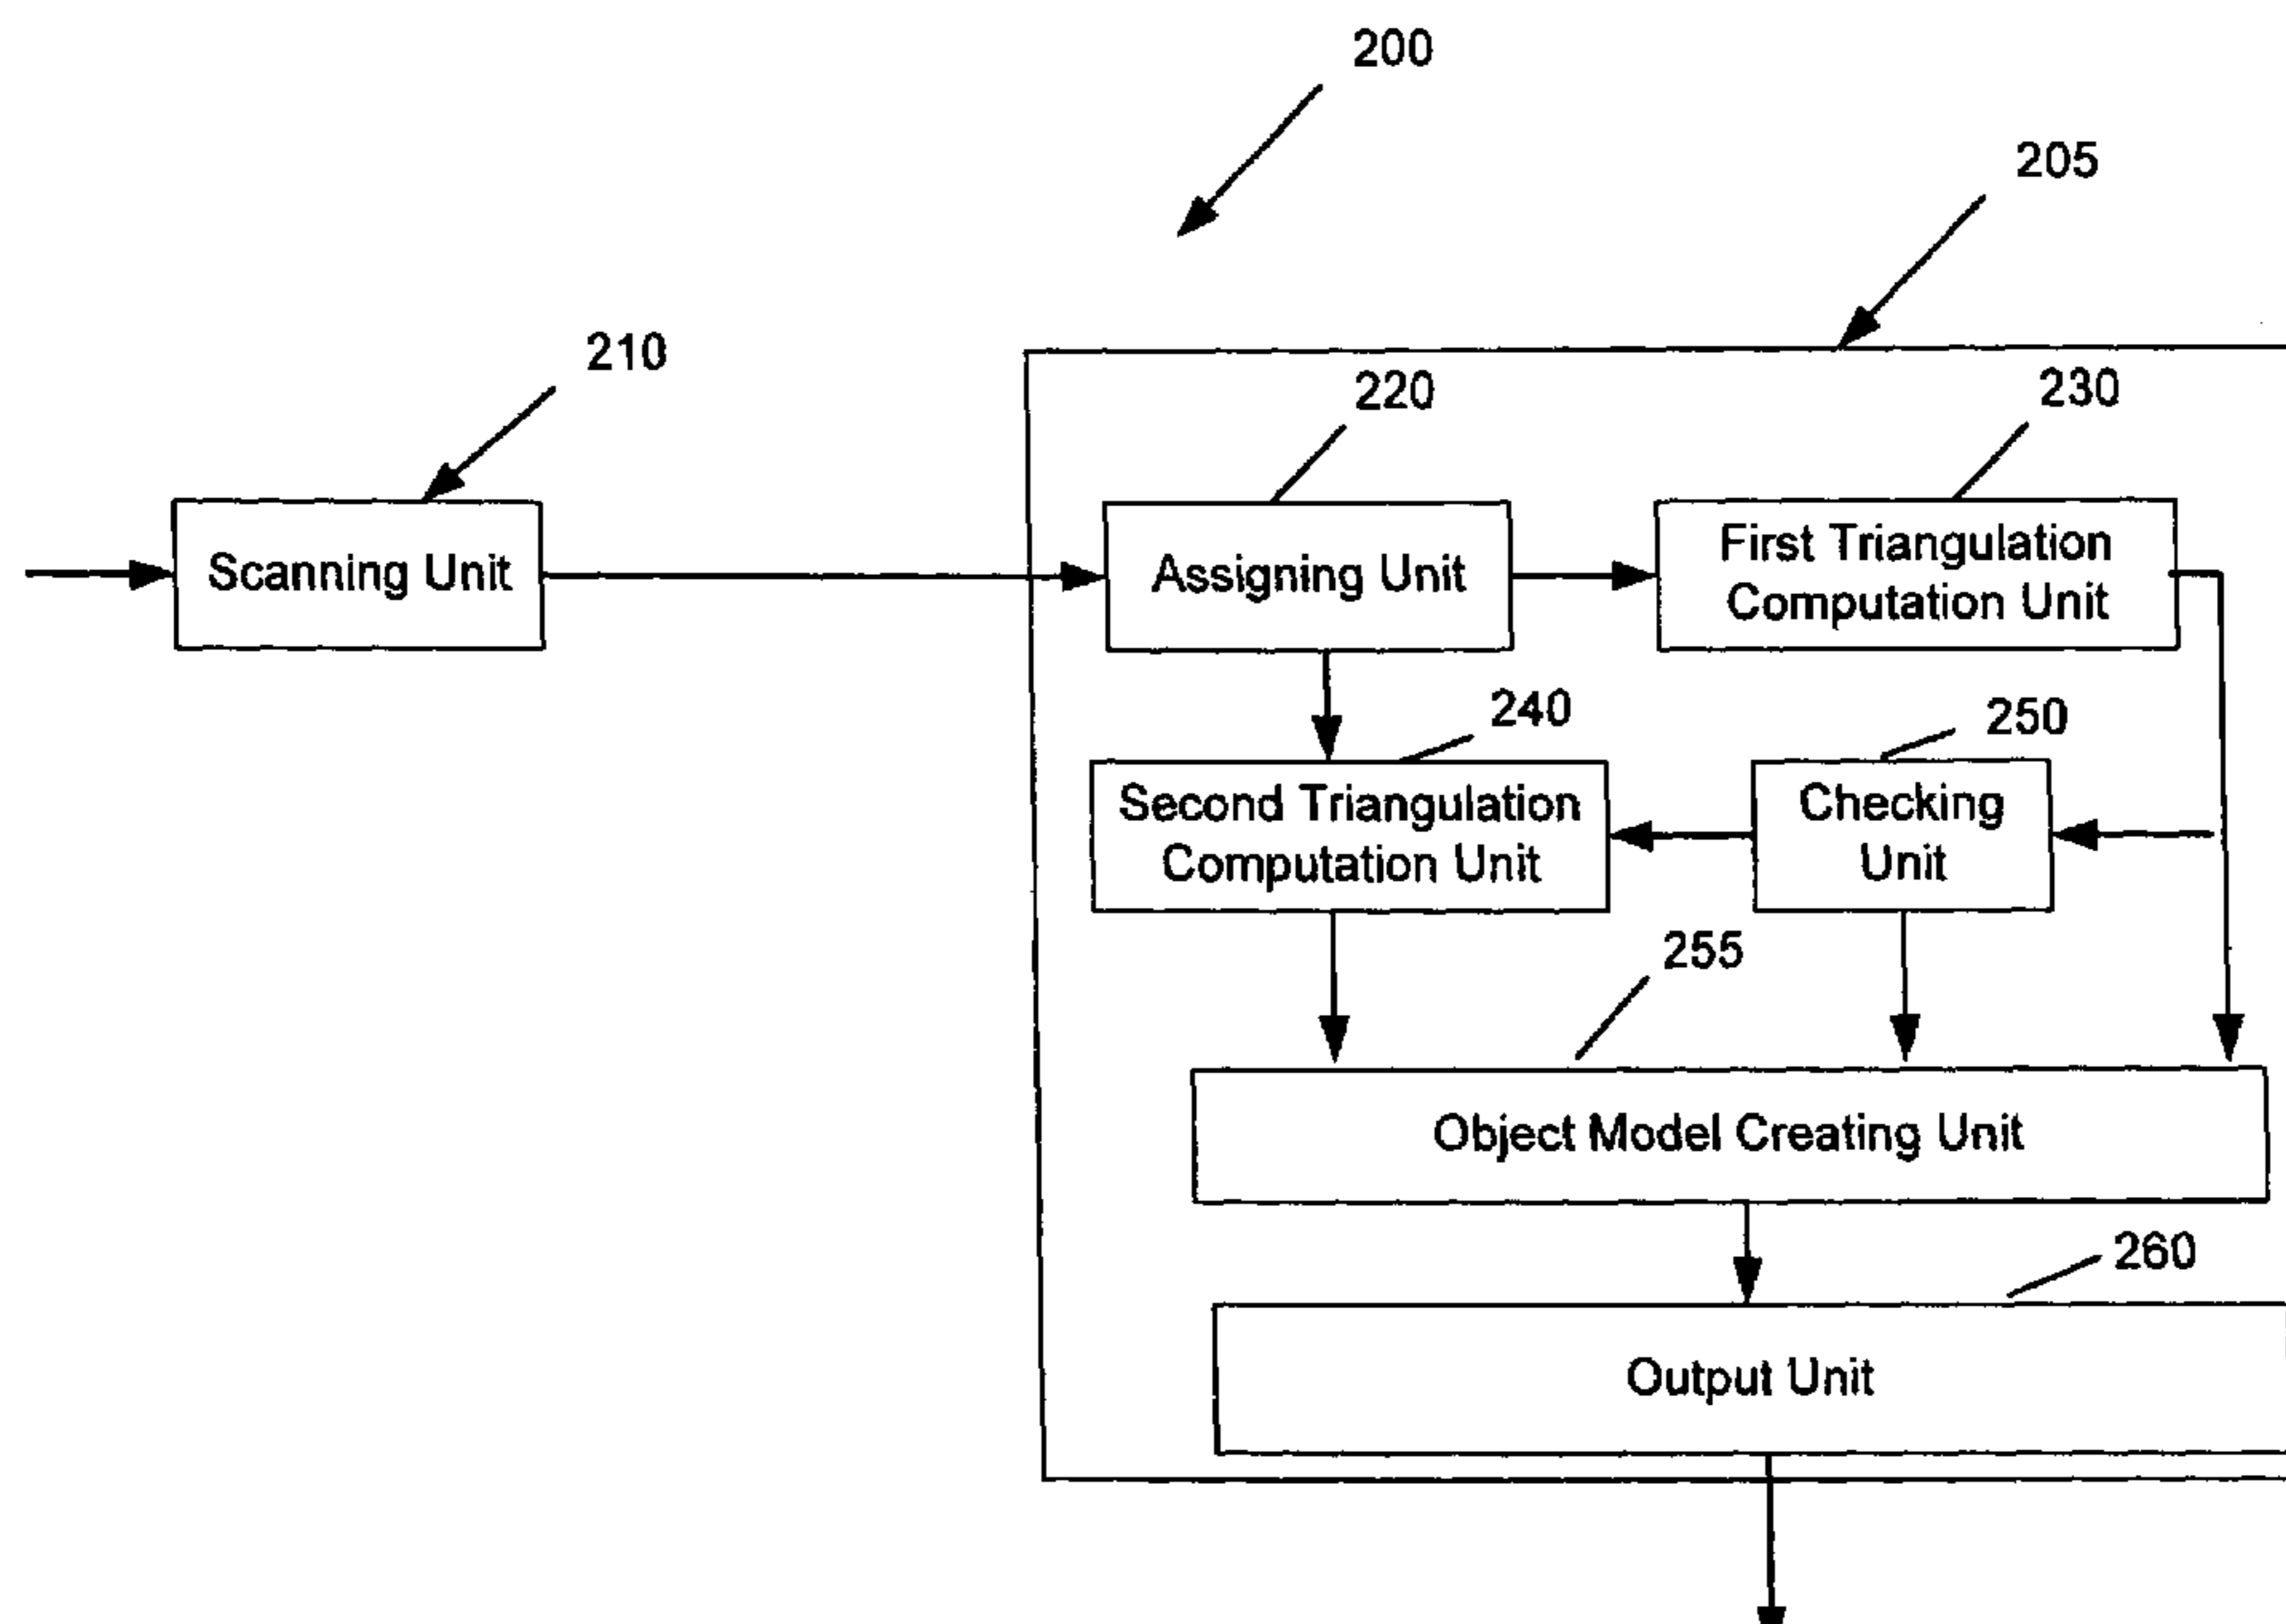 200
205
210
220
230
Scanning Unit
Assigning Unit
First Triangulation
Computation Unit
240
250
Second Triangulation
Computation Unit
Checking
Unit
255
Object Model Creating Unit
260
Output Unit